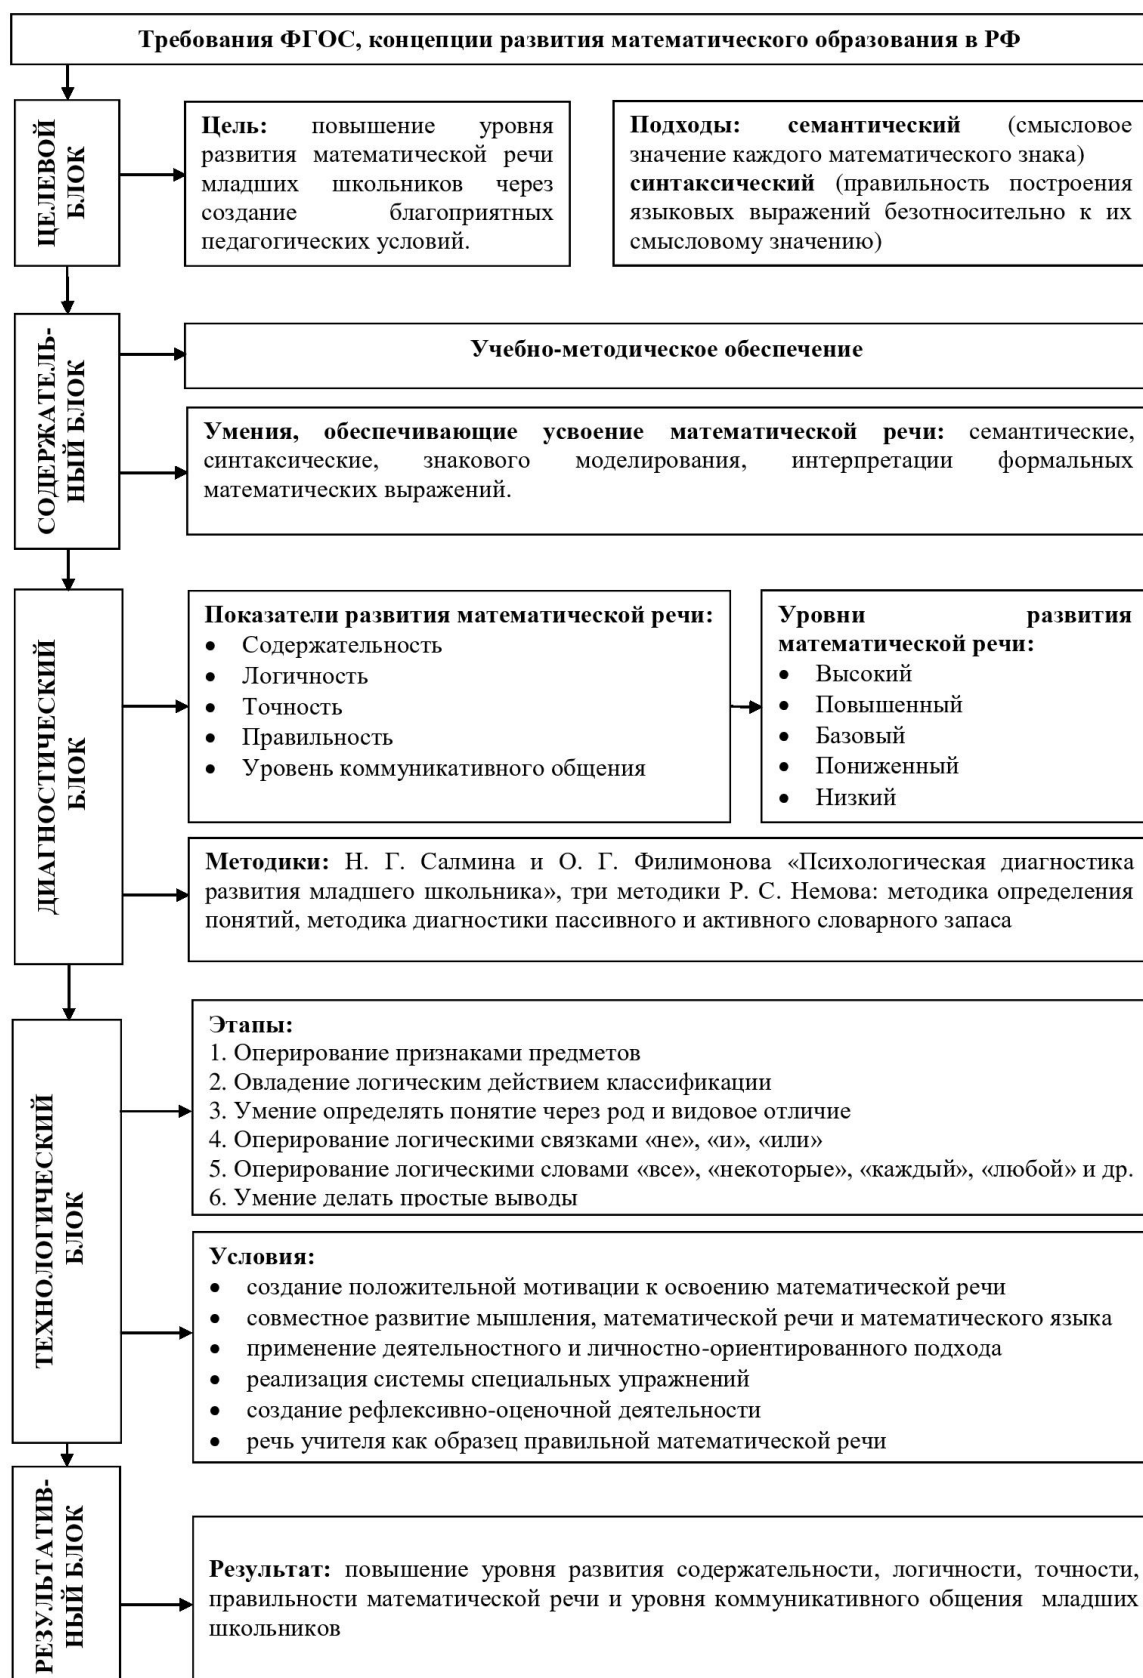 Требования ФГОС, концепции развития математического образования в РФ
ЦЕЛЕВОЙ
БЛОК
Цель: повышение уровня
развития математической речи
младших школьников через
создание благоприятных
педагогических условий.
Подходы: семантический (смысловое
значение каждого математического знака)
синтаксический (правильность построения
языковых выражений безотносительно к их
смысловому значению)
СОДЕРЖАТЕЛЬ-
НЫЙ БЛОК
Учебно-методическое обеспечение
Умения, обеспечивающие усвоение математической речи: семантические,
синтаксические, знакового моделирования, интерпретации формальных
математических выражений.
ДИАГНОСТИЧЕСКИЙ
БЛОК
Показатели развития математической речи:
• Содержательность
• Логичность
• Точность
• Правильность
• Уровень коммуникативного общения
Уровни развития
математической речи:
• Высокий
• Повышенный
• Базовый
• Пониженный
• Низкий
Методики: Н. Г. Салмина и О. Г. Филимонова «Психологическая диагностика
развития младшего школьника», три методики Р. С. Немова: методика определения
понятий, методика диагностики пассивного и активного словарного запаса
ТЕХНОЛОГИЧЕСКИЙ
БЛОК
Этапы:
1. Оперирование признаками предметов
2. Овладение логическим действием классификации
3. Умение определять понятие через род и видовое отличие
4. Оперирование логическими связками «не», «и», «или»
5. Оперирование логическими словами «все», «некоторые», «каждый», «любой» и др.
6. Умение делать простые выводы
Условия:
• создание положительной мотивации к освоению математической речи
• совместное развитие мышления, математической речи и математического языка
• применение деятельностного и личностно-ориентированного подхода
• реализация системы специальных упражнений
• создание рефлексивно-оценочной деятельности
• речь учителя как образец правильной математической речи
РЕЗУЛЬТАТИВ-
НЫЙ БЛОК
Результат: повышение уровня развития содержательности, логичности, точности,
правильности математической речи и уровня коммуникативного общения младших
школьников